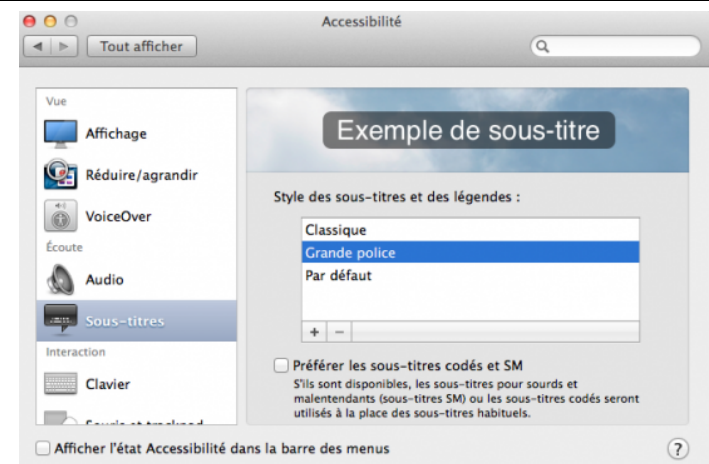 Accessibilité
Tout afficher
Vue
Affichage
Réduire/agrandir
VoiceOver
Écoute
Audio
Sous-titres
Interaction
Clavier
Souris et trackpad
Exemple de sous-titre
Style des sous-titres et des légendes :
Classique
Grande police
Par défaut
+ −
Préférer les sous-titres codés et SM
S'ils sont disponibles, les sous-titres pour sourds et
malentendants (sous-titres SM) ou les sous-titres codés seront
utilisés à la place des sous-titres habituels.
Afficher l'état Accessibilité dans la barre des menus
?